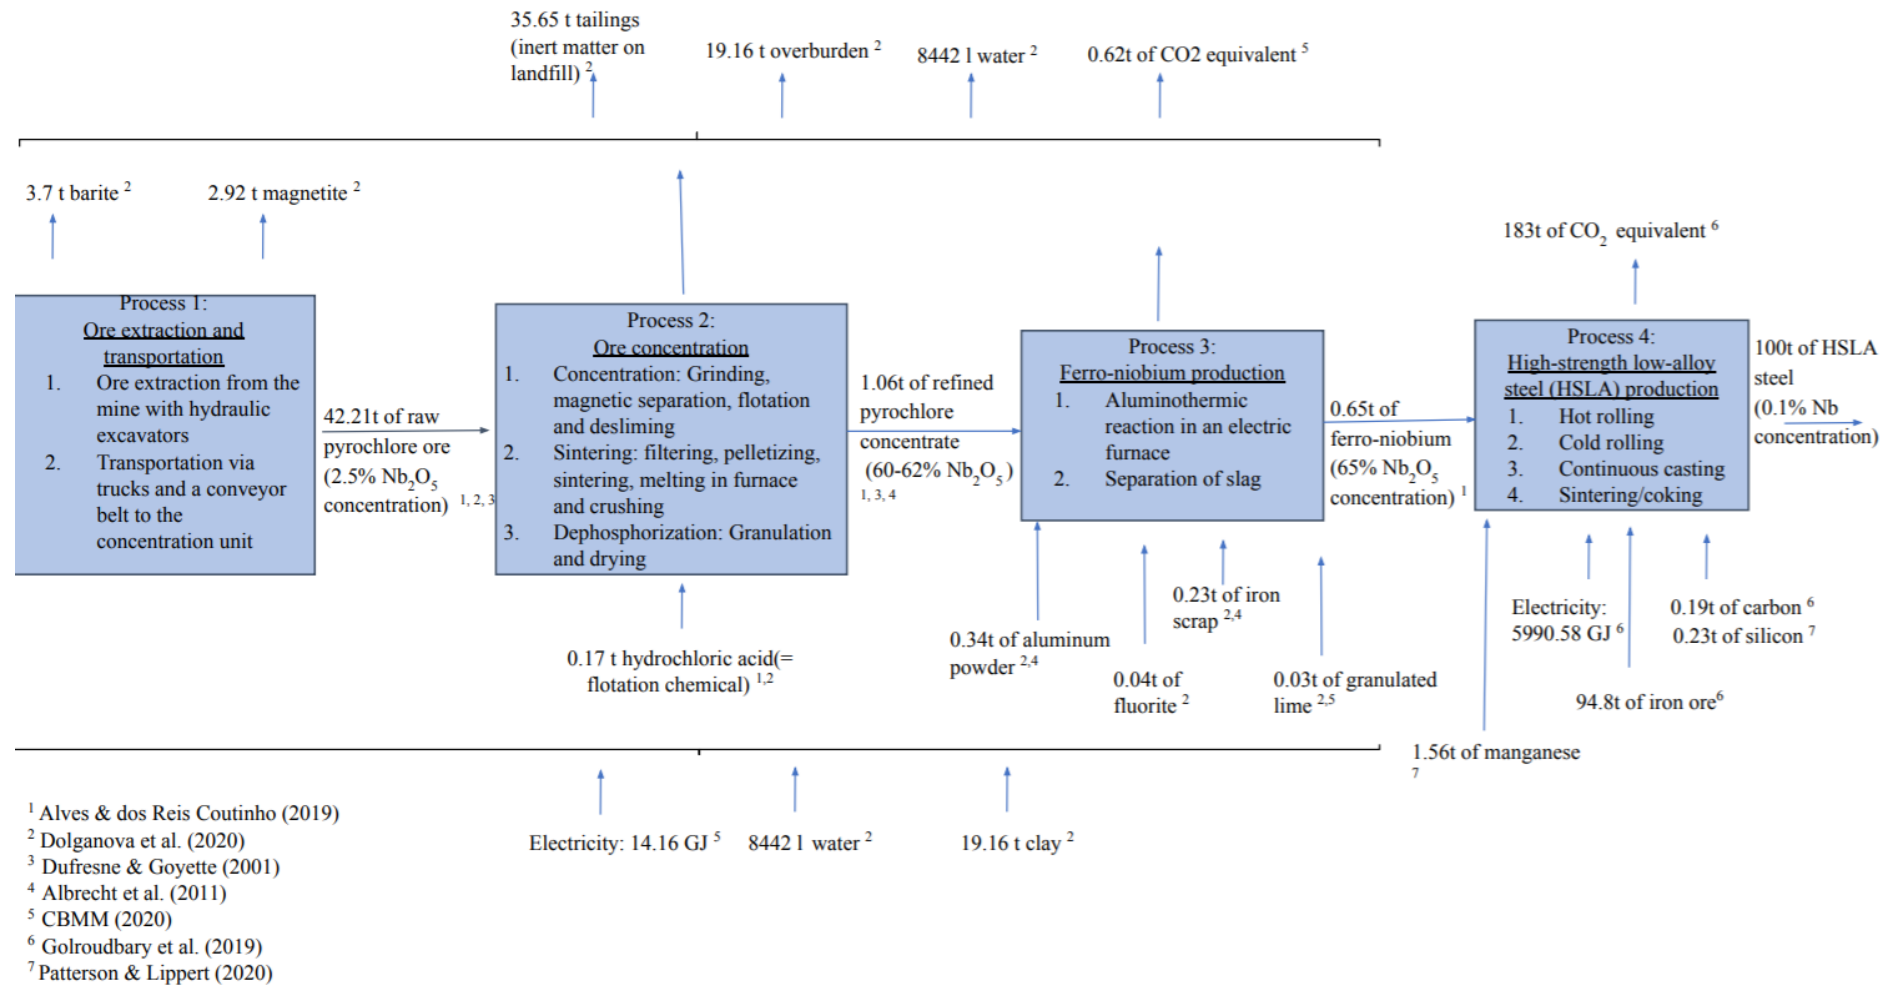 35.65 t tailings
(inert matter on
landfill) 2
19.16 t overburden 2
8442 l water 2
0.62t of CO2 equivalent 5
3.7 t barite 2
2.92 t magnetite 2
183t of CO2 equivalent 6
Process 1:
Ore extraction and
transportation
1. Ore extraction from the
mine with hydraulic
excavators
2. Transportation via
trucks and a conveyor
belt to the
concentration unit
42.21t of raw
pyrochlore ore
(2.5% Nb2O5
concentration) 1, 2, 3
Process 2:
Ore concentration
1. Concentration: Grinding,
magnetic separation, flotation
and desliming
2. Sintering: filtering, pelletizing,
sintering, melting in furnace
and crushing
3. Dephosphorization: Granulation
and drying
1.06t of refined
pyrochlore
concentrate
(60-62% Nb2O5)
1, 3, 4
Process 3:
Ferro-niobium production
1. Aluminothermic
reaction in an electric
furnace
2. Separation of slag
0.65t of
ferro-niobium
(65% Nb2O5
concentration) 1
Process 4:
High-strength low-alloy
steel (HSLA) production
1. Hot rolling
2. Cold rolling
3. Continuous casting
4. Sintering/coking
100t of HSLA
steel
(0.1% Nb
concentration)
0.17 t hydrochloric acid(=
flotation chemical) 1,2
0.34t of aluminum
powder 2,4
0.04t of
fluorite 2
0.23t of iron
scrap 2,4
0.03t of granulated
lime 2,5
Electricity:
5990.58 GJ 6
0.19t of carbon 6
0.23t of silicon 7
94.8t of iron ore6
1.56t of manganese
7
Electricity: 14.16 GJ 5
8442 l water 2
19.16 t clay 2
1 Alves & dos Reis Coutinho (2019)
2 Dolganova et al. (2020)
3 Dufresne & Goyette (2001)
4 Albrecht et al. (2011)
5 CBMM (2020)
6 Golroudbary et al. (2019)
7 Patterson & Lippert (2020)